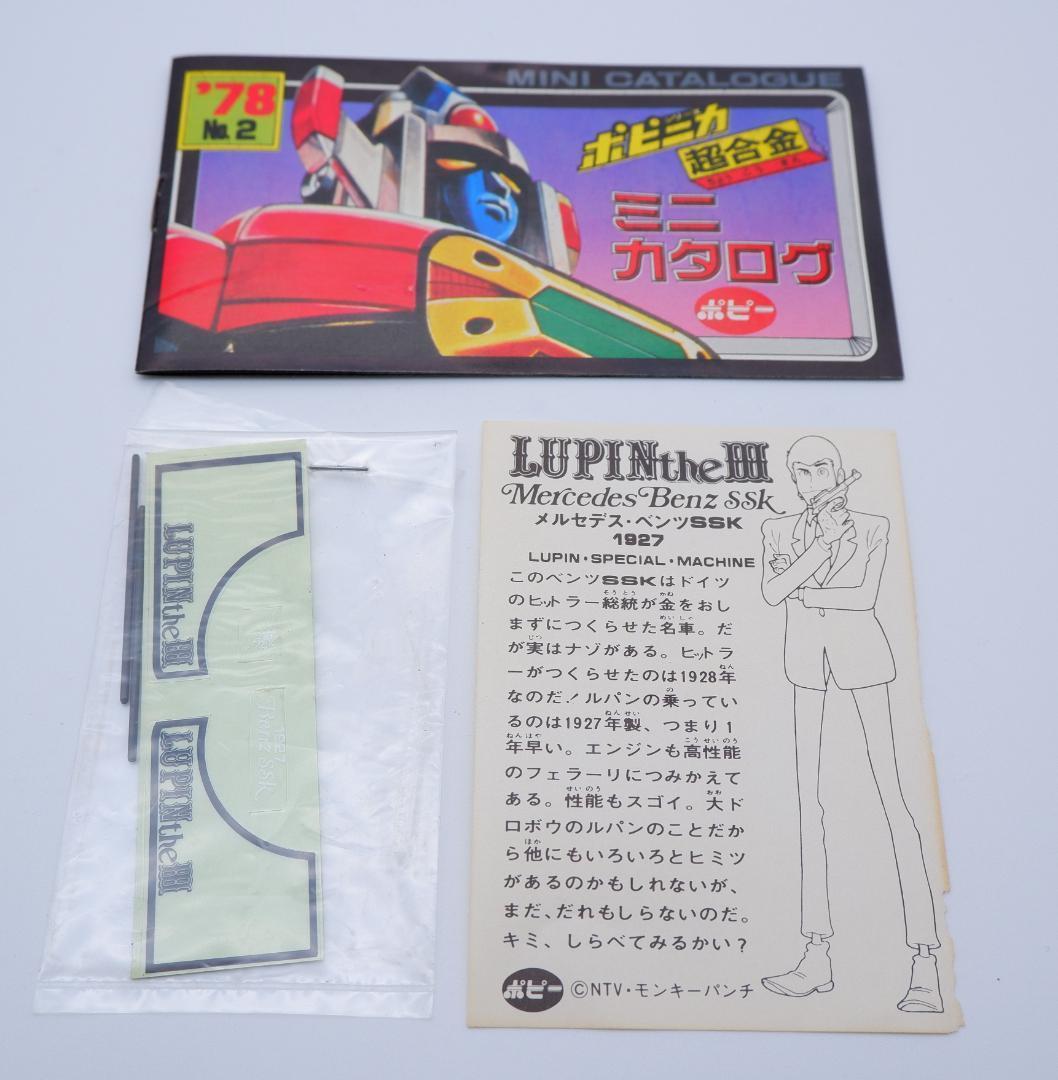 MINI CATALOGUE
'78
No.2
ポピニカ
超合金
ちょうごうきん
ミニ
カタログ
ポピー
LUPIN the III
LUPIN the III
1927
Benz SSK
LUPIN the III
Mercedes Benz SSK
メルセデス・ベンツSSK
1927
LUPIN・SPECIAL・MACHINE
このベンツSSKはドイツ
のヒットラー総統が金をおし
まずにつくらせた名車。だ
が実はナゾがある。ヒットラ
ーがつくらせたのは1928年
なのだ!ルパンの乗ってい
るのは1927年製、つまり1
年早い。エンジンも高性能
のフェラーリにつみかえて
ある。性能もスゴイ。大ド
ロボウのルパンのことだか
ら他にもいろいろとヒミツ
があるのかもしれないが、
まだ、だれもしらないのだ。
キミ、しらべてみるかい?
ポピー ©NTV・モンキーパンチ